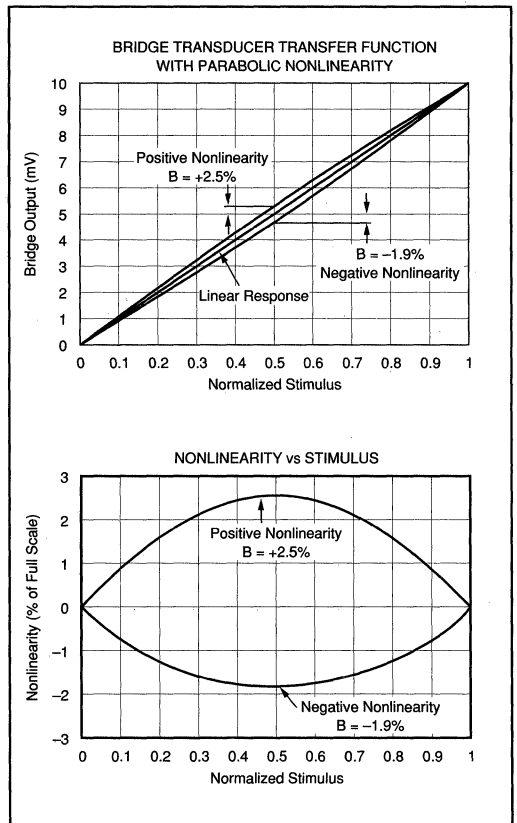 BRIDGE TRANSDUCER TRANSFER FUNCTION
WITH PARABOLIC NONLINEARITY
10
9
8
7
6
5
4
3
2
1
0
Bridge Output (mV)
Positive Nonlinearity
B = +2.5%
B = –1.9%
Negative Nonlinearity
Linear Response
0 0.1 0.2 0.3 0.4 0.5 0.6 0.7 0.8 0.9 1
Normalized Stimulus
NONLINEARITY vs STIMULUS
3
2
1
0
–1
–2
–3
Nonlinearity (% of Full Scale)
Positive Nonlinearity
B = +2.5%
Negative Nonlinearity
B = –1.9%
0 0.1 0.2 0.3 0.4 0.5 0.6 0.7 0.8 0.9 1
Normalized Stimulus